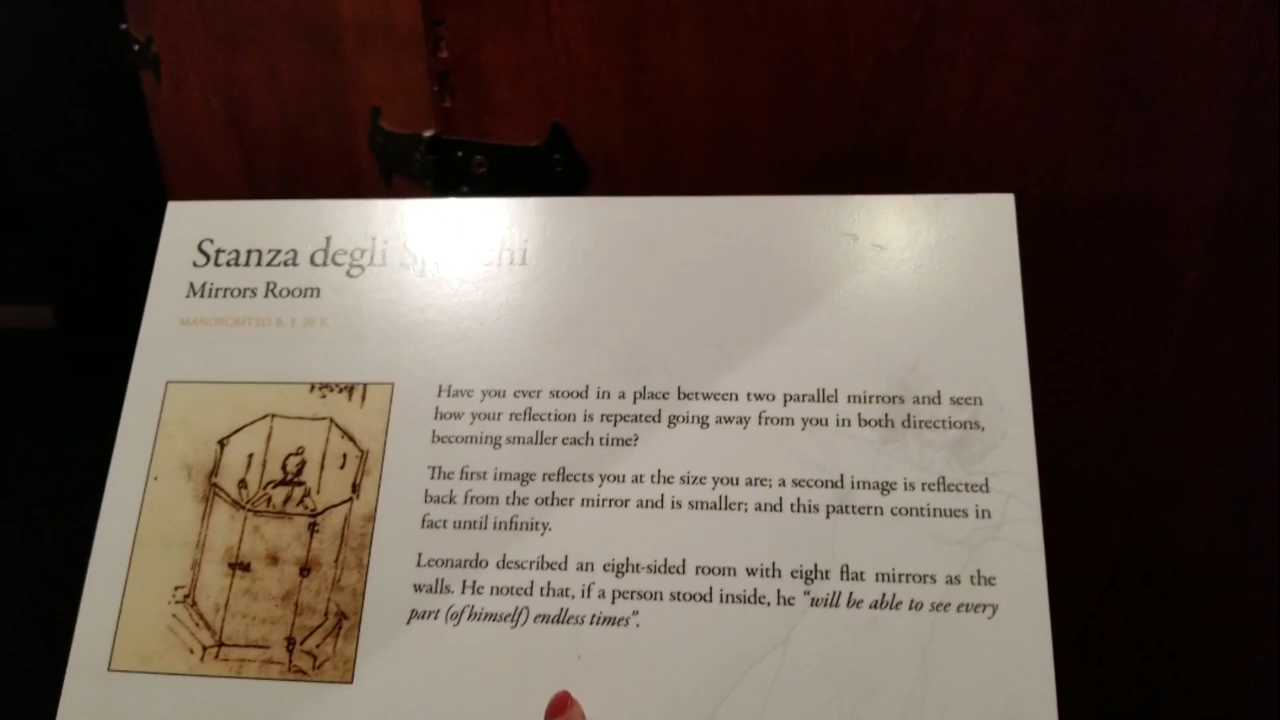 Stanza degli
Mirrors Room
MANOSCRITTO
Have you ever stood in a place between two parallel mirrors and seen
how your reflection is repeated going away from you in both directions,
becoming smaller each time?
The first image reflects you at the size you are; a second image is reflected
back from the other mirror and is smaller; and this pattern continues in
fact until infinity.
Leonardo described an eight-sided room with eight flat mirrors as the
walls. He noted that, if a person stood inside, he “will be able to see every
part (of himself) endless times”.